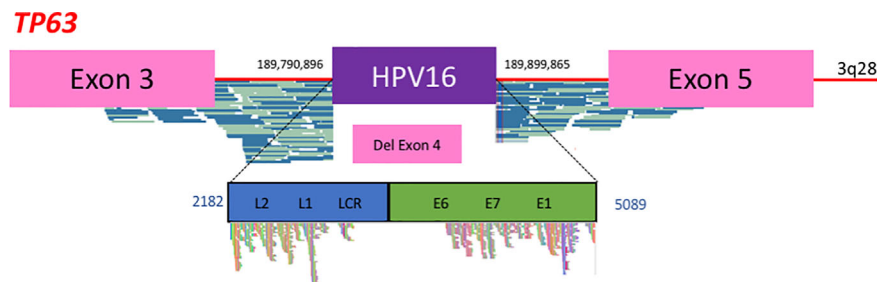 TP63
Exon 3
189,790,896
HPV16
189,899,865
Exon 5
3q28
Del Exon 4
2182
L2 L1 LCR E6 E7 E1
5089